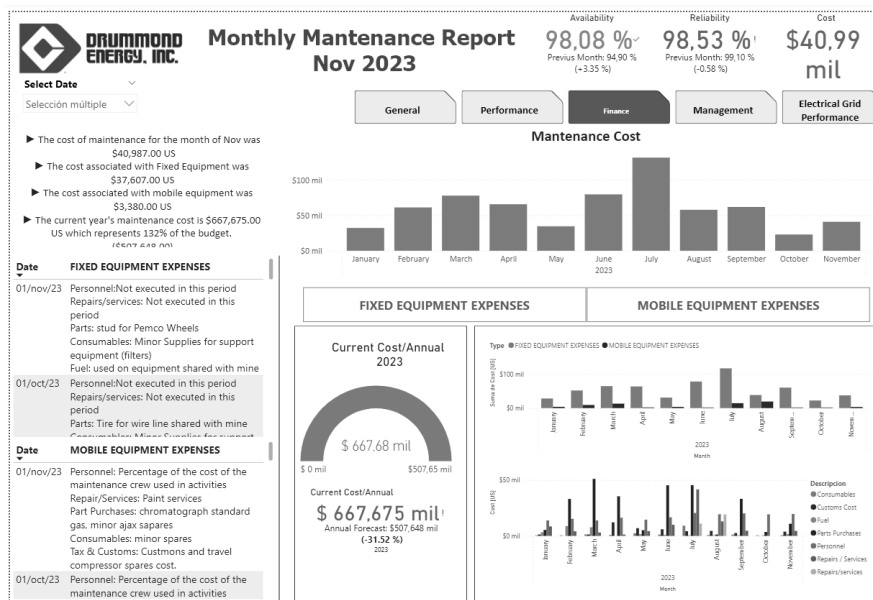 DRUMMOND
ENERGY, INC.
Monthly Mantenance Report
Nov 2023
Availability
98,08 %
Previus Month: 94,90 %
(+3.35 %)
Reliability
98,53 %!
Previus Month: 99,10 %
(-0.58 %)
Cost
$40,99
mil
Select Date
Selección múltiple
General
Performance
Finance
Management
Electrical Grid
Performance
▶ The cost of maintenance for the month of Nov was
$40,987.00 US
▶ The cost associated with Fixed Equipment was
$37,607.00 US
▶ The cost associated with mobile equipment was
$3,380.00 US
▶ The current year's maintenance cost is $667,675.00
US which represents 132% of the budget.
($507,648.00)
Mantenance Cost
$100 mil
$50 mil
$0 mil
January
February
March
April
May
June
July
August
September
October
November
2023
Date
FIXED EQUIPMENT EXPENSES
01/nov/23
Personnel:Not executed in this period
Repairs/services: Not executed in this
period
Parts: stud for Pemco Wheels
Consumables: Minor Supplies for support
equipment (filters)
Fuel: used on equipment shared with mine
01/oct/23
Personnel:Not executed in this period
Repairs/services: Not executed in this
period
Parts: Tire for wire line shared with mine
Consumables: Minor Supplies for support
Date
MOBILE EQUIPMENT EXPENSES
01/nov/23
Personnel: Percentage of the cost of the
maintenance crew used in activities
Repair/Services: Paint services
Part Purchases: chromatograph standard
gas, minor ajax sapares
Consumables: minor spares
Tax & Customs: Custmons and travel
compressor spares cost.
01/oct/23
Personnel: Percentage of the cost of the
maintenance crew used in activities
FIXED EQUIPMENT EXPENSES
MOBILE EQUIPMENT EXPENSES
Current Cost/Annual
2023
$ 667,68 mil
$ 0 mil
$507,65 mil
Current Cost/Annual
$ 667,675 mil!
Annual Forecast: $507,648 mil
(-31.52 %)
2023
Type
FIXED EQUIPMENT EXPENSES
MOBILE EQUIPMENT EXPENSES
Suma de Cost [US]
$100 mil
$0 mil
January
February
March
April
May
June
July
August
Septem...
October
Novem...
2023
Month
Cost [US]
$50 mil
$0 mil
January
February
March
April
May
June
July
August
September
October
November
2023
Month
Descripcion
Consumables
Customs Cost
Fuel
Parts Purchases
Personnel
Repairs / Services
Repairs/services